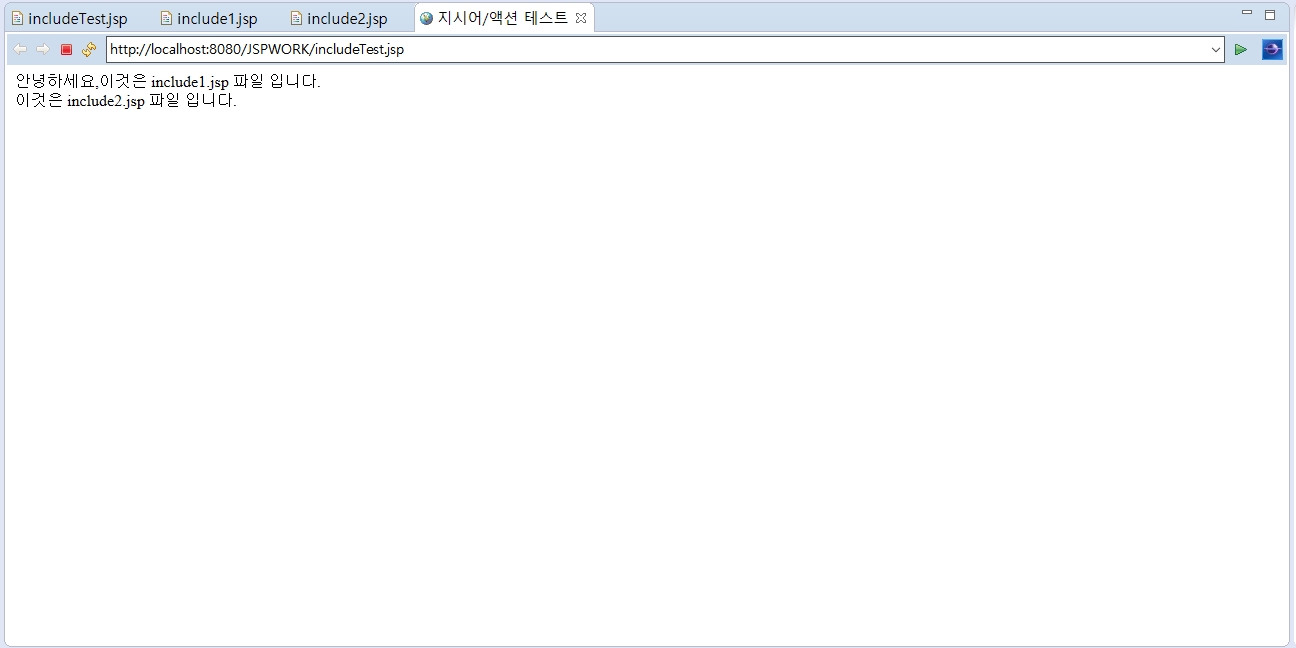 includeTest.jsp include1.jsp include2.jsp 지시어/액션 테스트
http://localhost:8080/JSPWORK/includeTest.jsp
안녕하세요,이것은 include1.jsp 파일 입니다.
이것은 include2.jsp 파일 입니다.